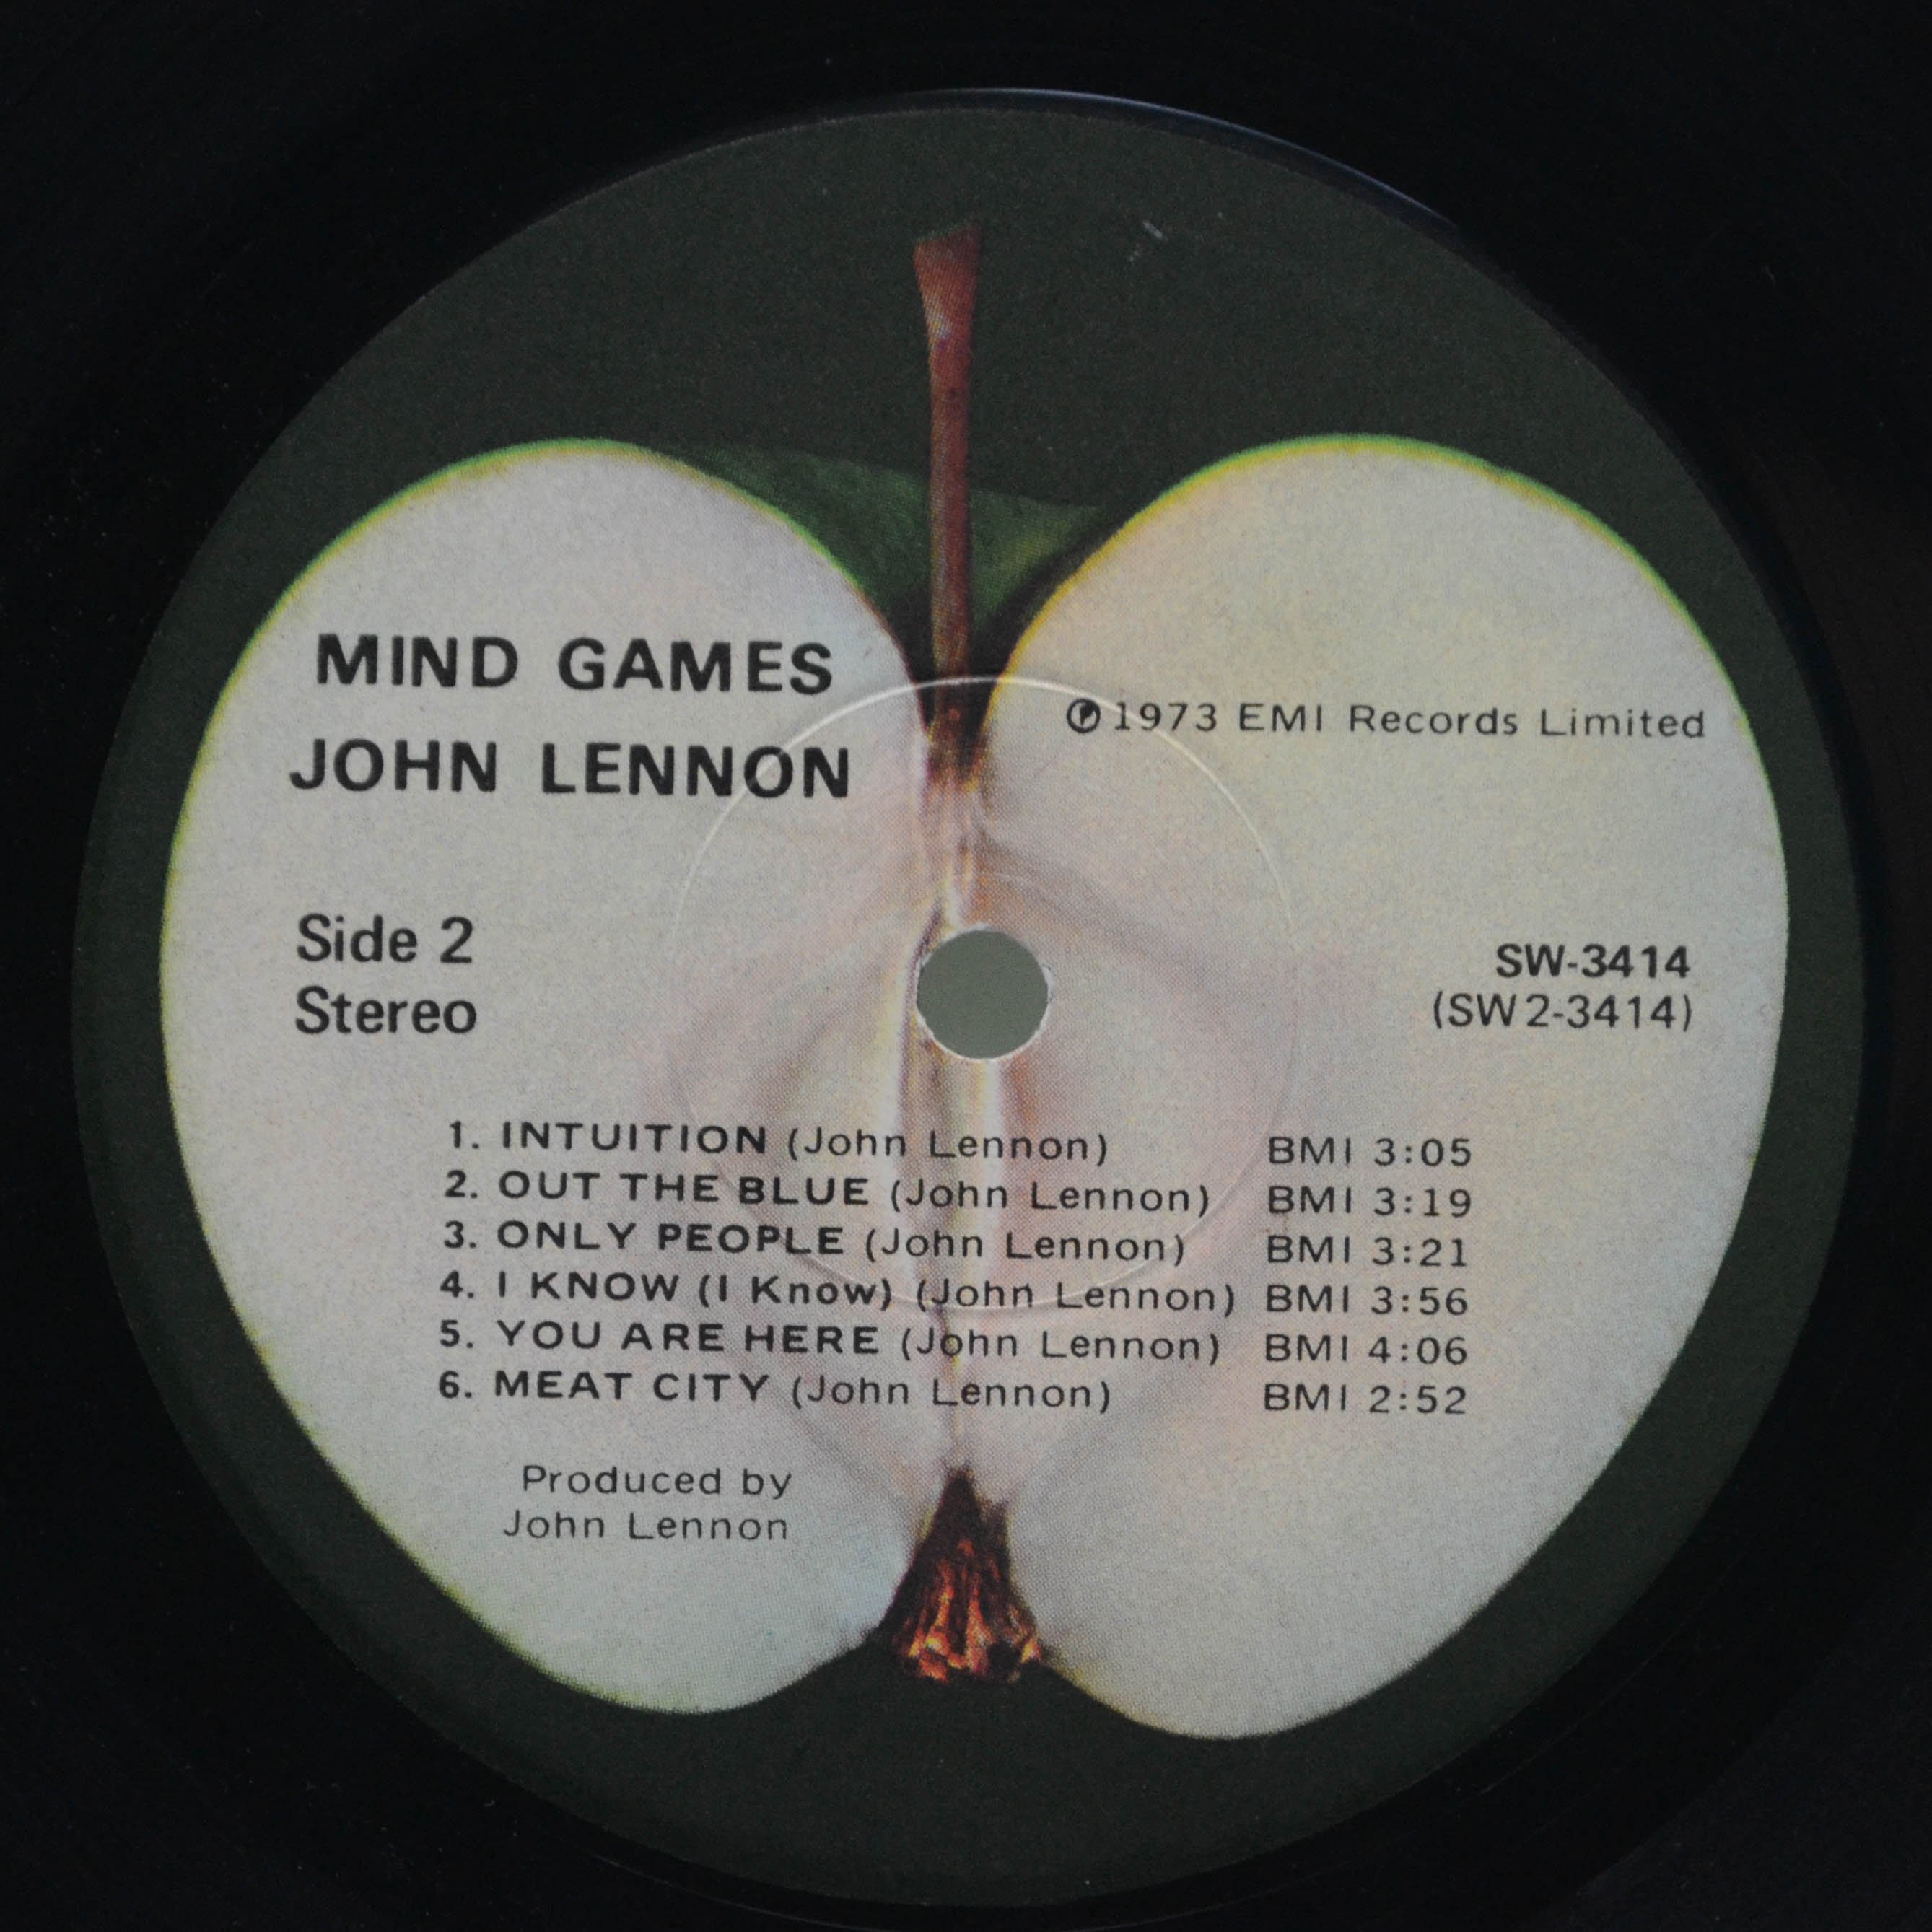 MIND GAMES
JOHN LENNON
℗ 1973 EMI Records Limited
Side 2
Stereo
SW-3414
(SW2-3414)
1. INTUITION (John Lennon) BMI 3:05
2. OUT THE BLUE (John Lennon) BMI 3:19
3. ONLY PEOPLE (John Lennon) BMI 3:21
4. I KNOW (I Know) (John Lennon) BMI 3:56
5. YOU ARE HERE (John Lennon) BMI 4:06
6. MEAT CITY (John Lennon) BMI 2:52
Produced by
John Lennon